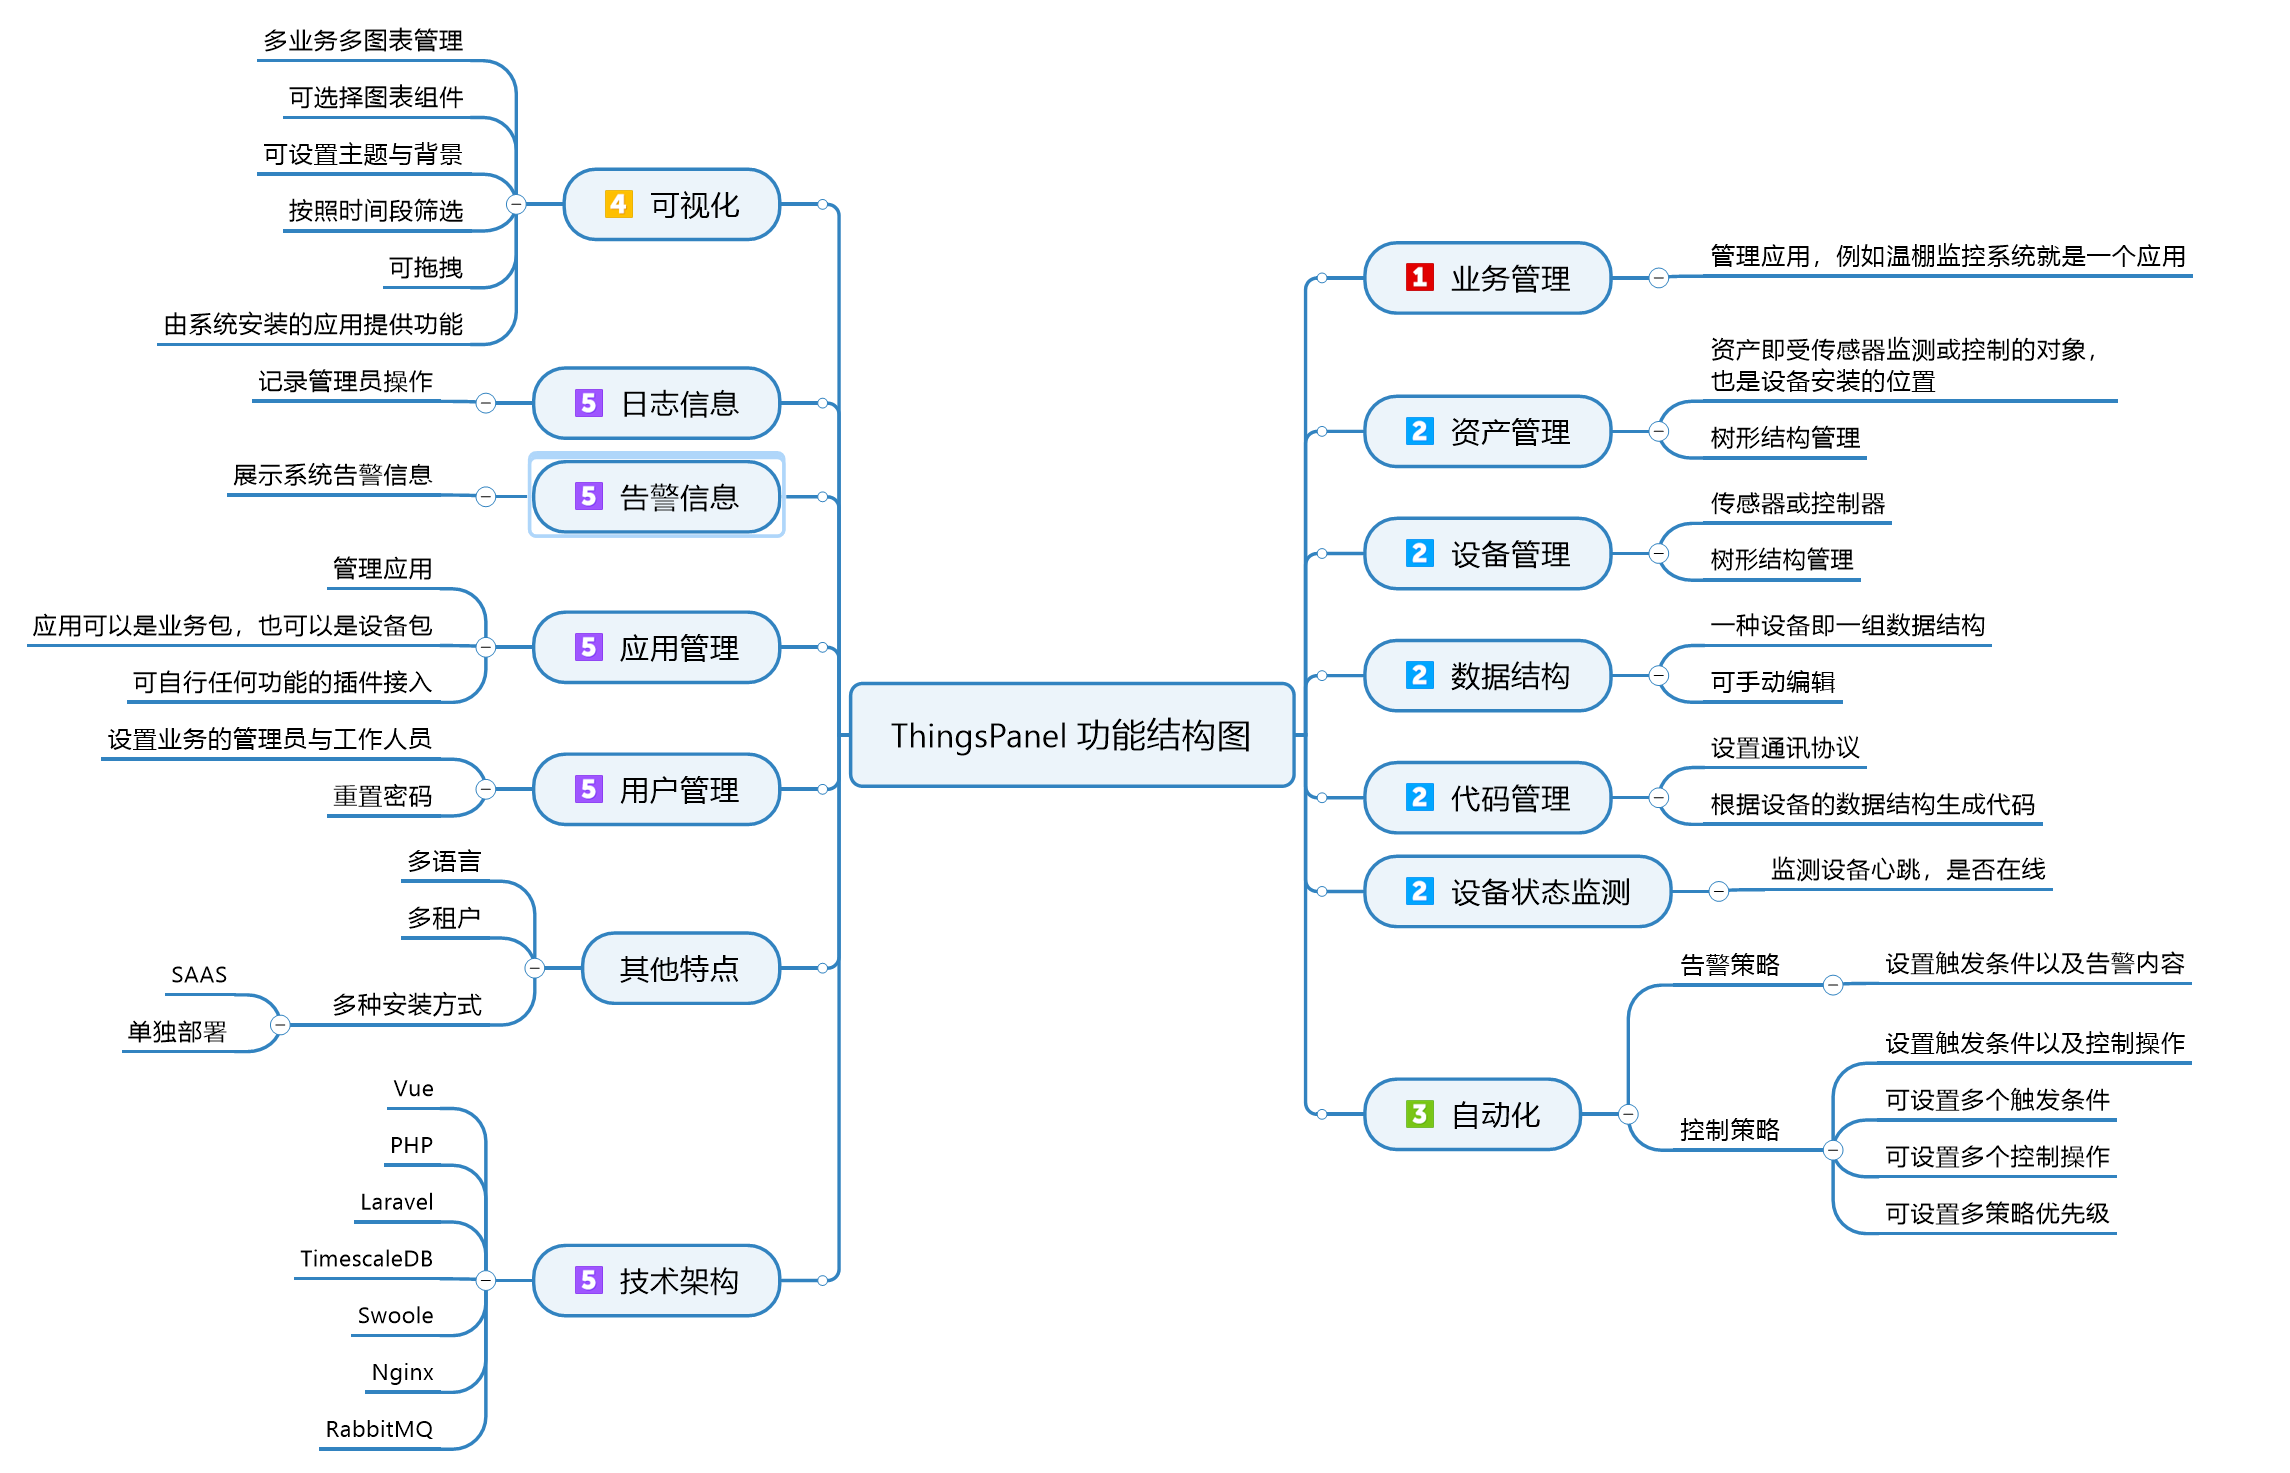 ThingsPanel 功能结构图
1 业务管理
管理应用，例如温棚监控系统就是一个应用
2 资产管理
资产即受传感器监测或控制的对象，
也是设备安装的位置
树形结构管理
2 设备管理
传感器或控制器
树形结构管理
2 数据结构
一种设备即一组数据结构
可手动编辑
2 代码管理
设置通讯协议
根据设备的数据结构生成代码
2 设备状态监测
监测设备心跳，是否在线
3 自动化
告警策略
设置触发条件以及告警内容
控制策略
设置触发条件以及控制操作
可设置多个触发条件
可设置多个控制操作
可设置多策略优先级
4 可视化
多业务多图表管理
可选择图表组件
可设置主题与背景
按照时间段筛选
可拖拽
由系统安装的应用提供功能
5 日志信息
记录管理员操作
5 告警信息
展示系统告警信息
5 应用管理
管理应用
应用可以是业务包，也可以是设备包
可自行任何功能的插件接入
5 用户管理
设置业务的管理员与工作人员
重置密码
其他特点
多语言
多租户
多种安装方式
SAAS
单独部署
5 技术架构
Vue
PHP
Laravel
TimescaleDB
Swoole
Nginx
RabbitMQ